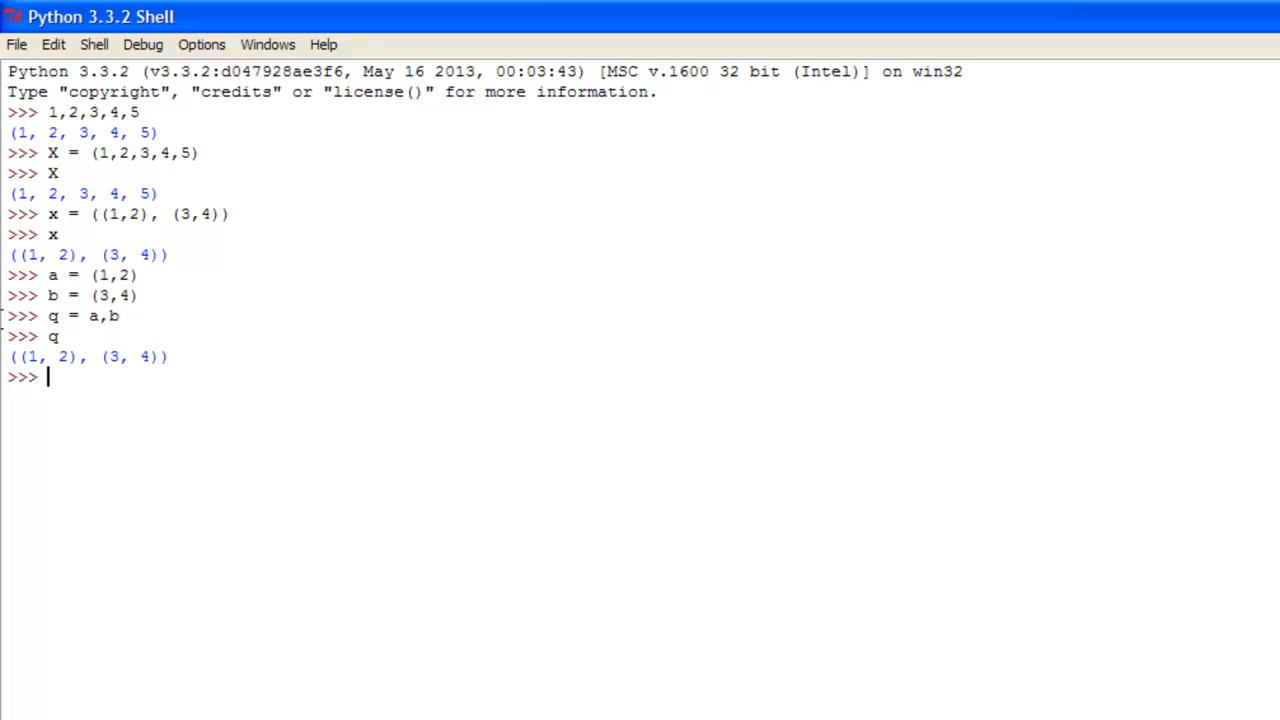 Python 3.3.2 Shell
File Edit Shell Debug Options Windows Help
Python 3.3.2 (v3.3.2:d047928ae3f6, May 16 2013, 00:03:43) [MSC v.1600 32 bit (Intel)] on win32
Type "copyright", "credits" or "license()" for more information.
>>> 1,2,3,4,5
(1, 2, 3, 4, 5)
>>> X = (1,2,3,4,5)
>>> X
(1, 2, 3, 4, 5)
>>> x = ((1,2), (3,4))
>>> x
((1, 2), (3, 4))
>>> a = (1,2)
>>> b = (3,4)
>>> q = a,b
>>> q
((1, 2), (3, 4))
>>>